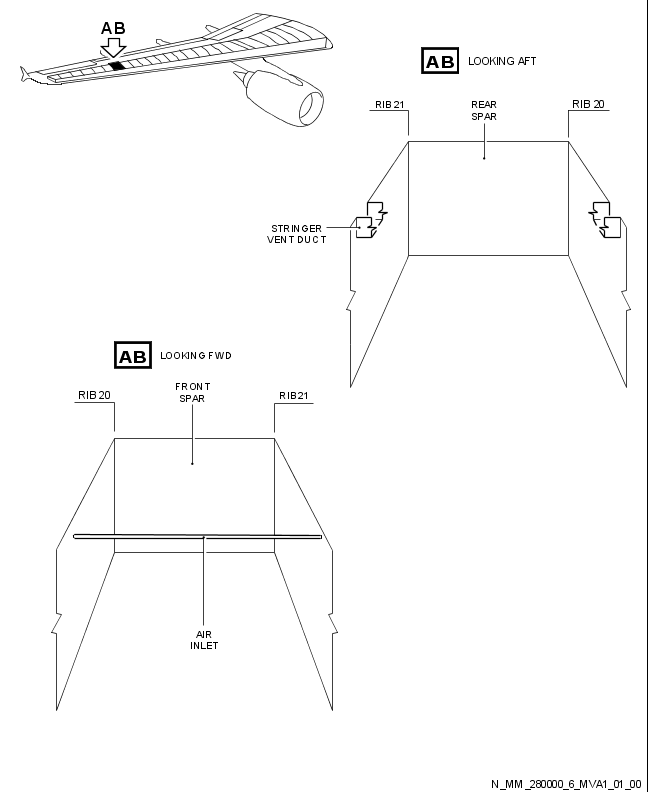 AB
AB LOOKING AFT
RIB 21
REAR
SPAR
RIB 20
STRINGER
VENT DUCT
AB LOOKING FWD
RIB 20
FRONT
SPAR
RIB 21
AIR
INLET
N_MM_280000_6_MVA1_01_00